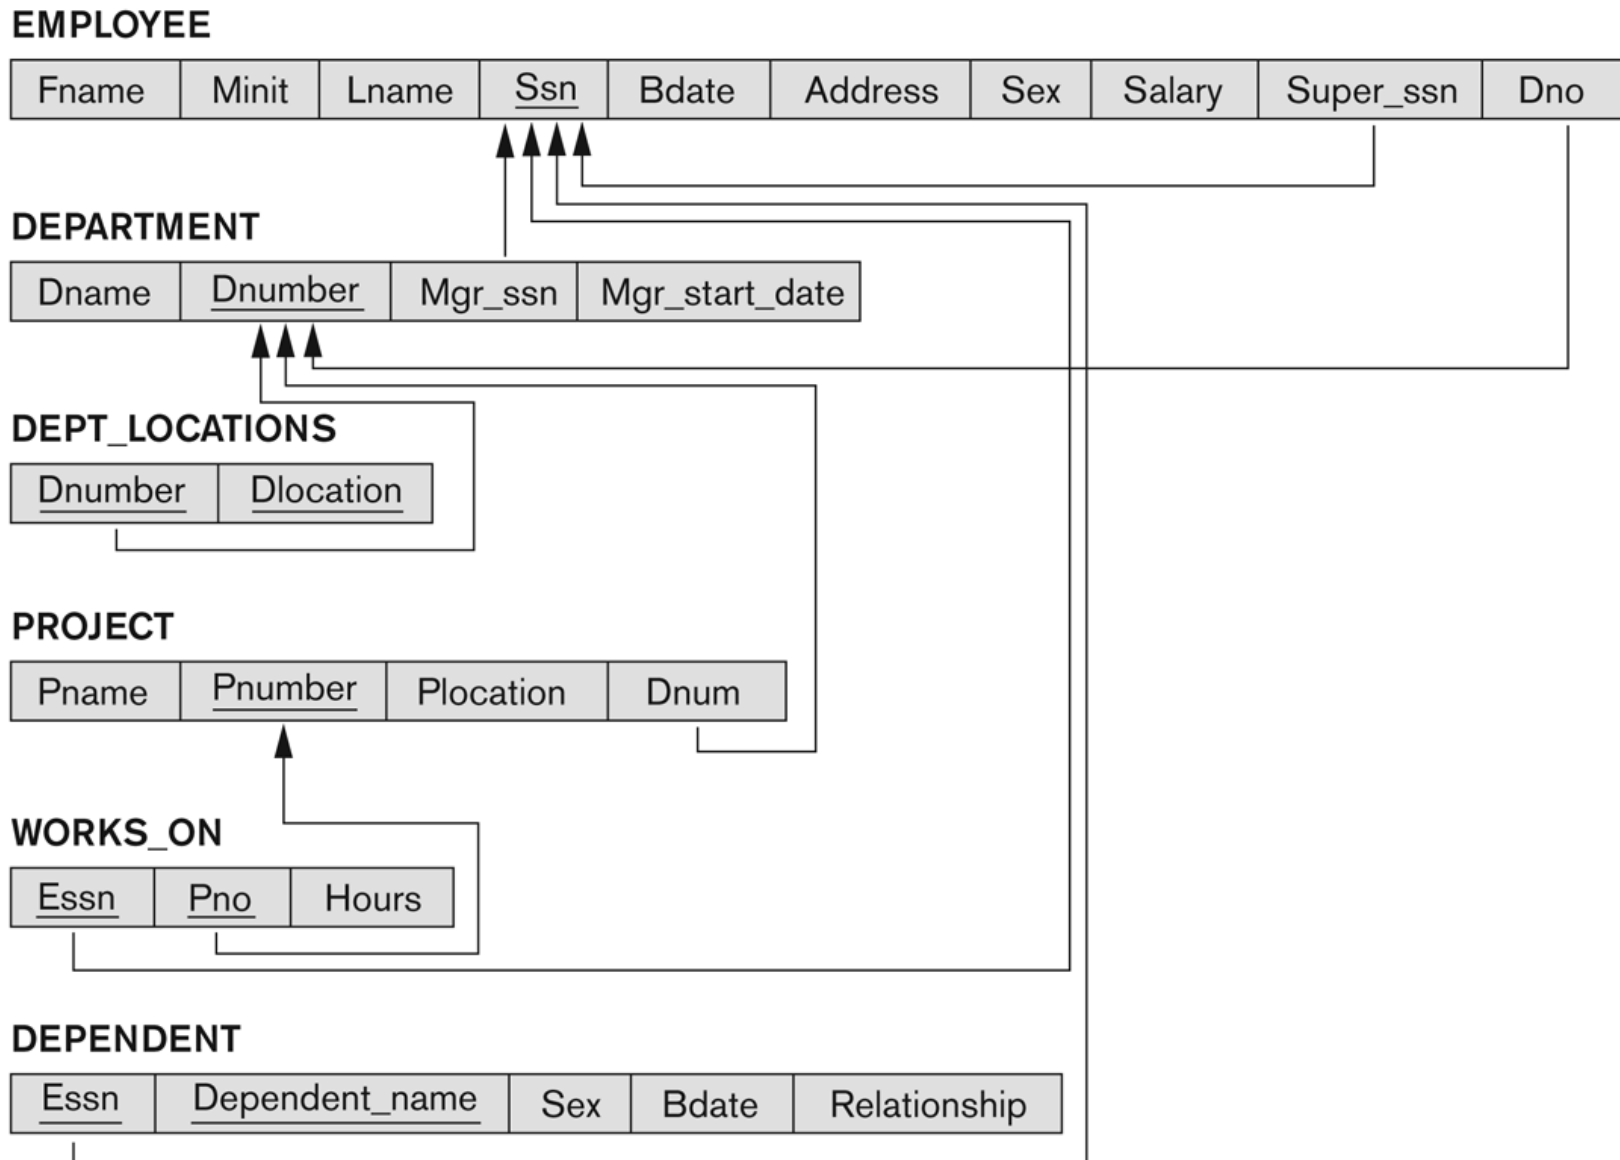 EMPLOYEE
Fname Minit Lname Ssn Bdate Address Sex Salary Super_ssn Dno
DEPARTMENT
Dname Dnumber Mgr_ssn Mgr_start_date
DEPT_LOCATIONS
Dnumber Dlocation
PROJECT
Pname Pnumber Plocation Dnum
WORKS_ON
Essn Pno Hours
DEPENDENT
Essn Dependent_name Sex Bdate Relationship